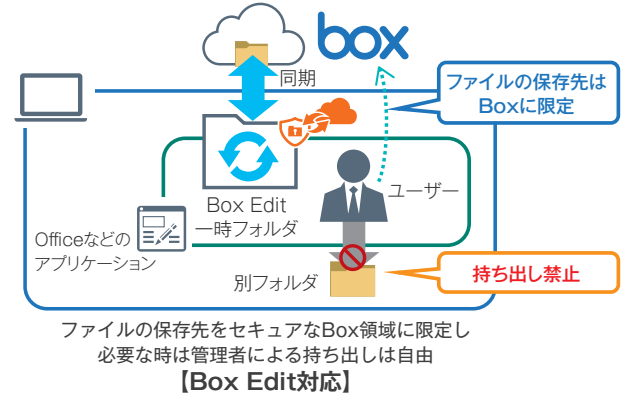 box
同期
ファイルの保存先は
Boxに限定
Box Edit
一時フォルダ
ユーザー
Officeなどの
アプリケーション
別フォルダ
持ち出し禁止
ファイルの保存先をセキュアなBox領域に限定し
必要な時は管理者による持ち出しは自由
【Box Edit対応】